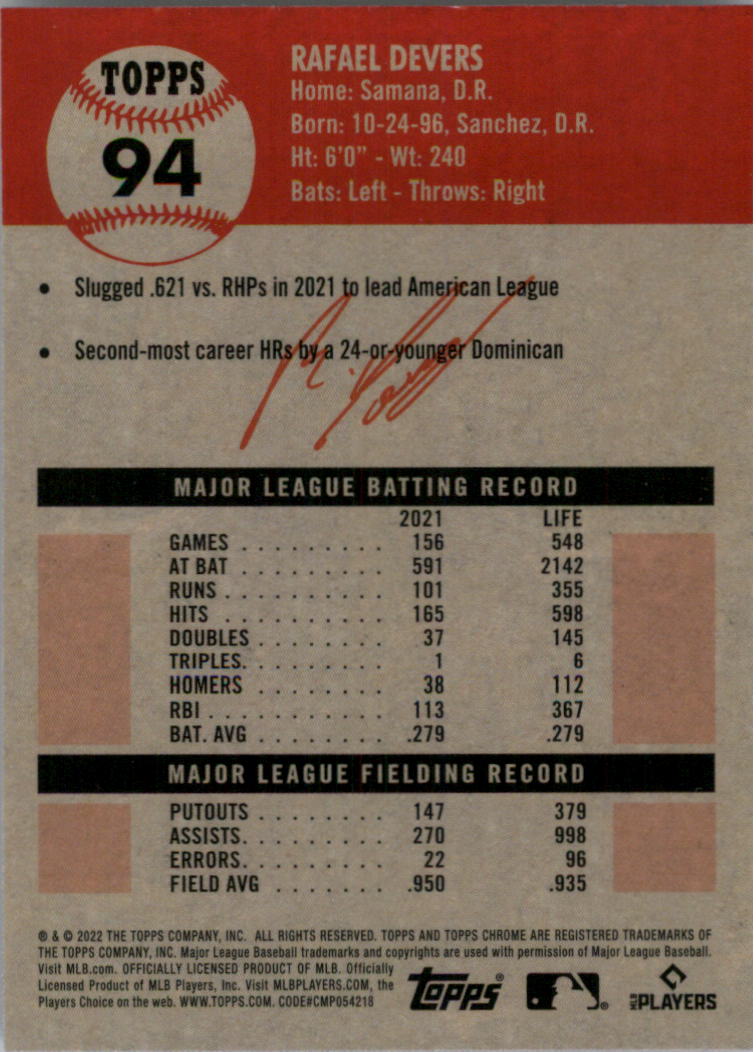 TOPPS
94
RAFAEL DEVERS
Home: Samana, D.R.
Born: 10-24-96, Sanchez, D.R.
Ht: 6'0" - Wt: 240
Bats: Left - Throws: Right
• Slugged .621 vs. RHPs in 2021 to lead American League
• Second-most career HRs by a 24-or-younger Dominican
MAJOR LEAGUE BATTING RECORD
2021 LIFE
GAMES . . . . . . . . . 156 548
AT BAT . . . . . . . . . 591 2142
RUNS . . . . . . . . . . 101 355
HITS . . . . . . . . . . 165 598
DOUBLES . . . . . . . . 37 145
TRIPLES. . . . . . . . . 1 6
HOMERS . . . . . . . . 38 112
RBI . . . . . . . . . . . 113 367
BAT. AVG . . . . . . . . .279 .279
MAJOR LEAGUE FIELDING RECORD
PUTOUTS . . . . . . . . 147 379
ASSISTS. . . . . . . . . 270 998
ERRORS. . . . . . . . . 22 96
FIELD AVG . . . . . . . .950 .935
® & © 2022 THE TOPPS COMPANY, INC. ALL RIGHTS RESERVED. TOPPS AND TOPPS CHROME ARE REGISTERED TRADEMARKS OF
THE TOPPS COMPANY, INC. Major League Baseball trademarks and copyrights are used with permission of Major League Baseball.
Visit MLB.com. OFFICIALLY LICENSED PRODUCT OF MLB. Officially
Licensed Product of MLB Players, Inc. Visit MLBPLAYERS.COM, the
Players Choice on the web. WWW.TOPPS.COM. CODE#CMP054218
topps®
MLB PLAYERS